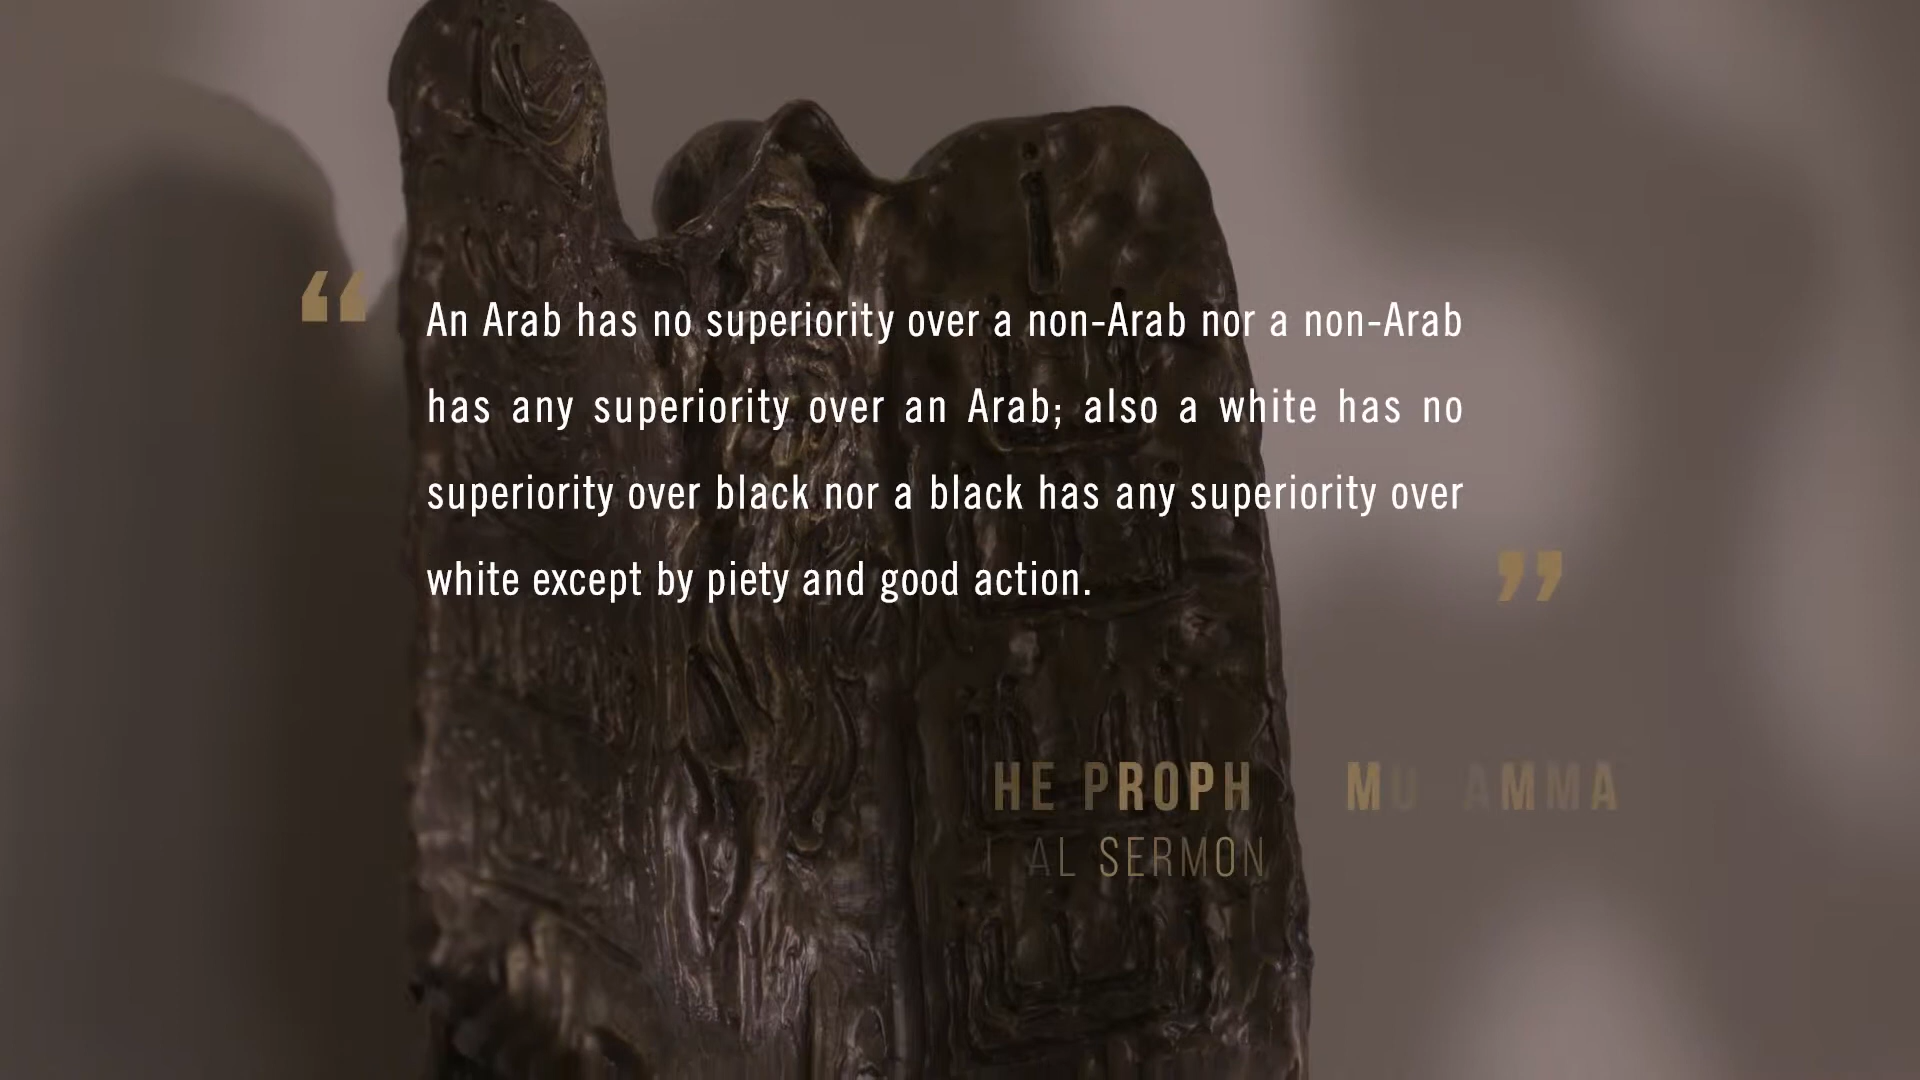 “ An Arab has no superiority over a non-Arab nor a non-Arab
has any superiority over an Arab; also a white has no
superiority over black nor a black has any superiority over
white except by piety and good action. ”
HE PROPH MU AMMA
AL SERMON